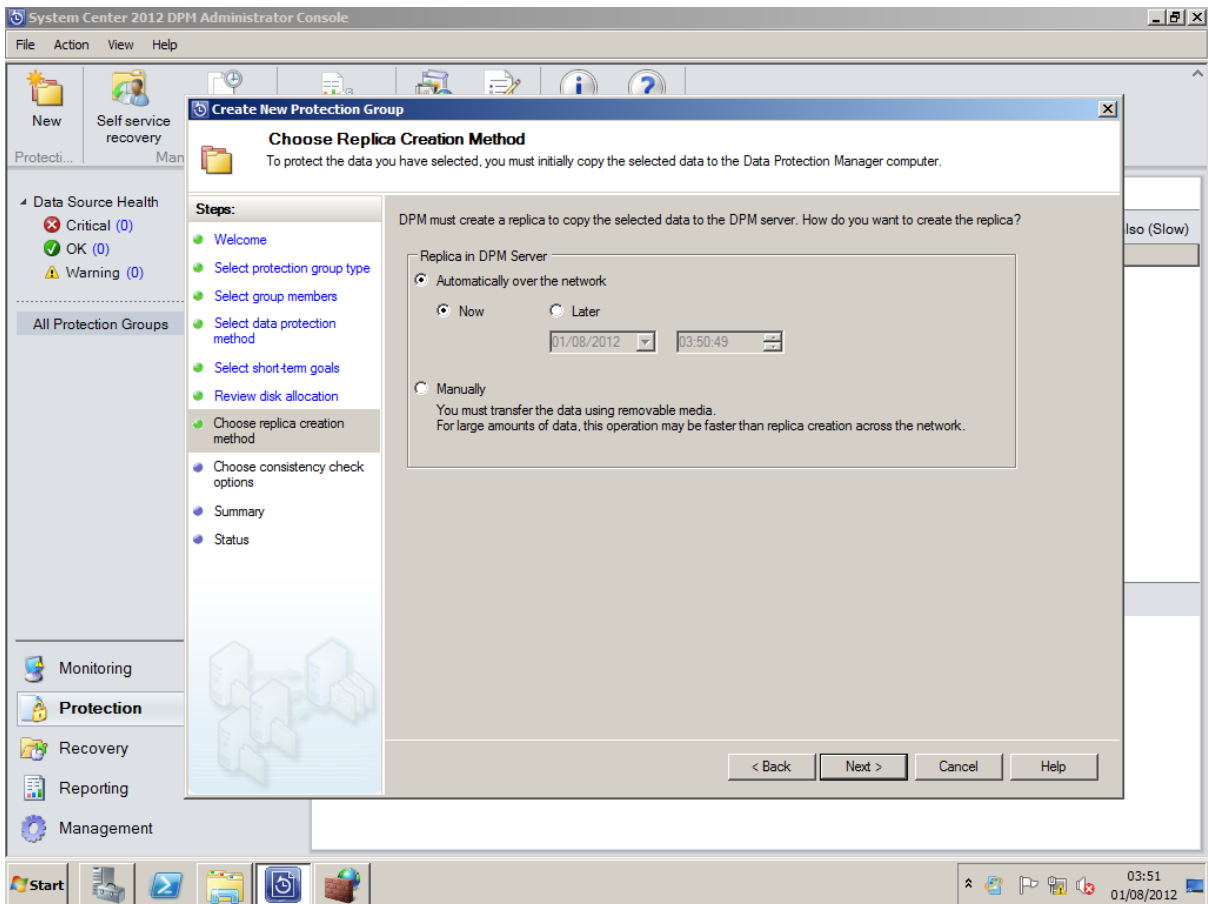 System Center 2012 DPM Administrator Console
File Action View Help
New
Self service
recovery
Protecti...
Man
Create New Protection Group
Choose Replica Creation Method
To protect the data you have selected, you must initially copy the selected data to the Data Protection Manager computer.
Data Source Health
Critical (0)
OK (0)
Warning (0)
All Protection Groups
Steps:
Welcome
Select protection group type
Select group members
Select data protection
method
Select short-term goals
Review disk allocation
Choose replica creation
method
Choose consistency check
options
Summary
Status
DPM must create a replica to copy the selected data to the DPM server. How do you want to create the replica?
Replica in DPM Server
Automatically over the network
Now Later
01/08/2012 03:50:49
Manually
You must transfer the data using removable media.
For large amounts of data, this operation may be faster than replica creation across the network.
lso (Slow)
Monitoring
Protection
Recovery
Reporting
Management
< Back Next > Cancel Help
Start
03:51
01/08/2012